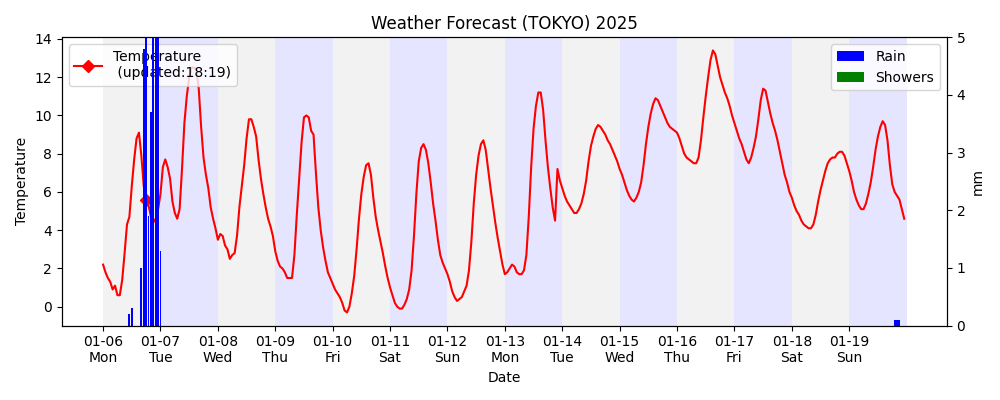 Weather Forecast (TOKYO) 2025
Temperature
(updated:18:19)
Rain
Showers
Temperature
14
12
10
8
6
4
2
0
5
4
3
2
1
0
mm
01-06 01-07 01-08 01-09 01-10 01-11 01-12 01-13 01-14 01-15 01-16 01-17 01-18 01-19
Mon Tue Wed Thu Fri Sat Sun Mon Tue Wed Thu Fri Sat Sun
Date